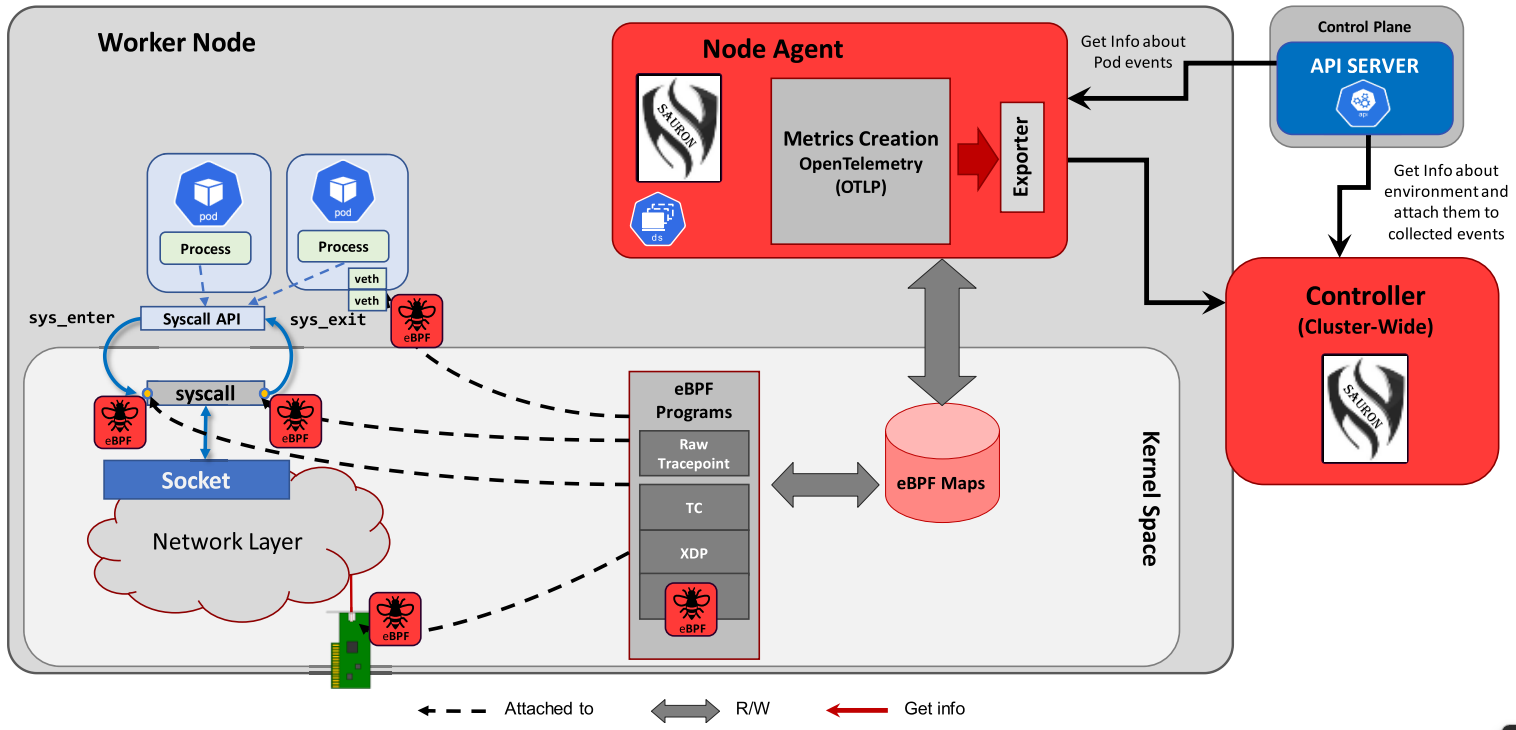 Worker Node
Node Agent
SAURON
ds
Metrics Creation
OpenTelemetry
(OTLP)
Exporter
Get Info about
Pod events
Control Plane
API SERVER
api
Get Info about
environment and
attach them to
collected events
Controller
(Cluster-Wide)
SAURON
pod
Process
pod
Process
veth
veth
eBPF
sys_enter
Syscall API
sys_exit
syscall
eBPF
eBPF
Socket
Network Layer
eBPF
eBPF
Programs
Raw
Tracepoint
TC
XDP
eBPF
eBPF Maps
Kernel Space
Attached to
R/W
Get info